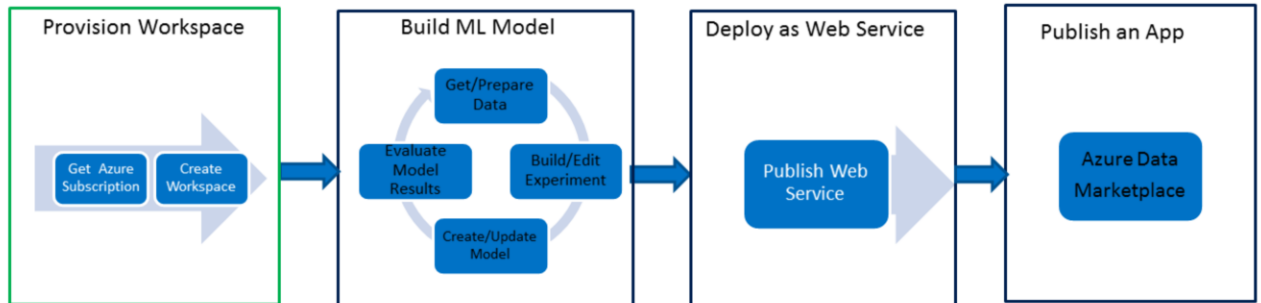 Provision Workspace
Get Azure
Subscription
Create
Workspace
Build ML Model
Get/Prepare
Data
Build/Edit
Experiment
Create/Update
Model
Evaluate
Model
Results
Deploy as Web Service
Publish Web
Service
Publish an App
Azure Data
Marketplace